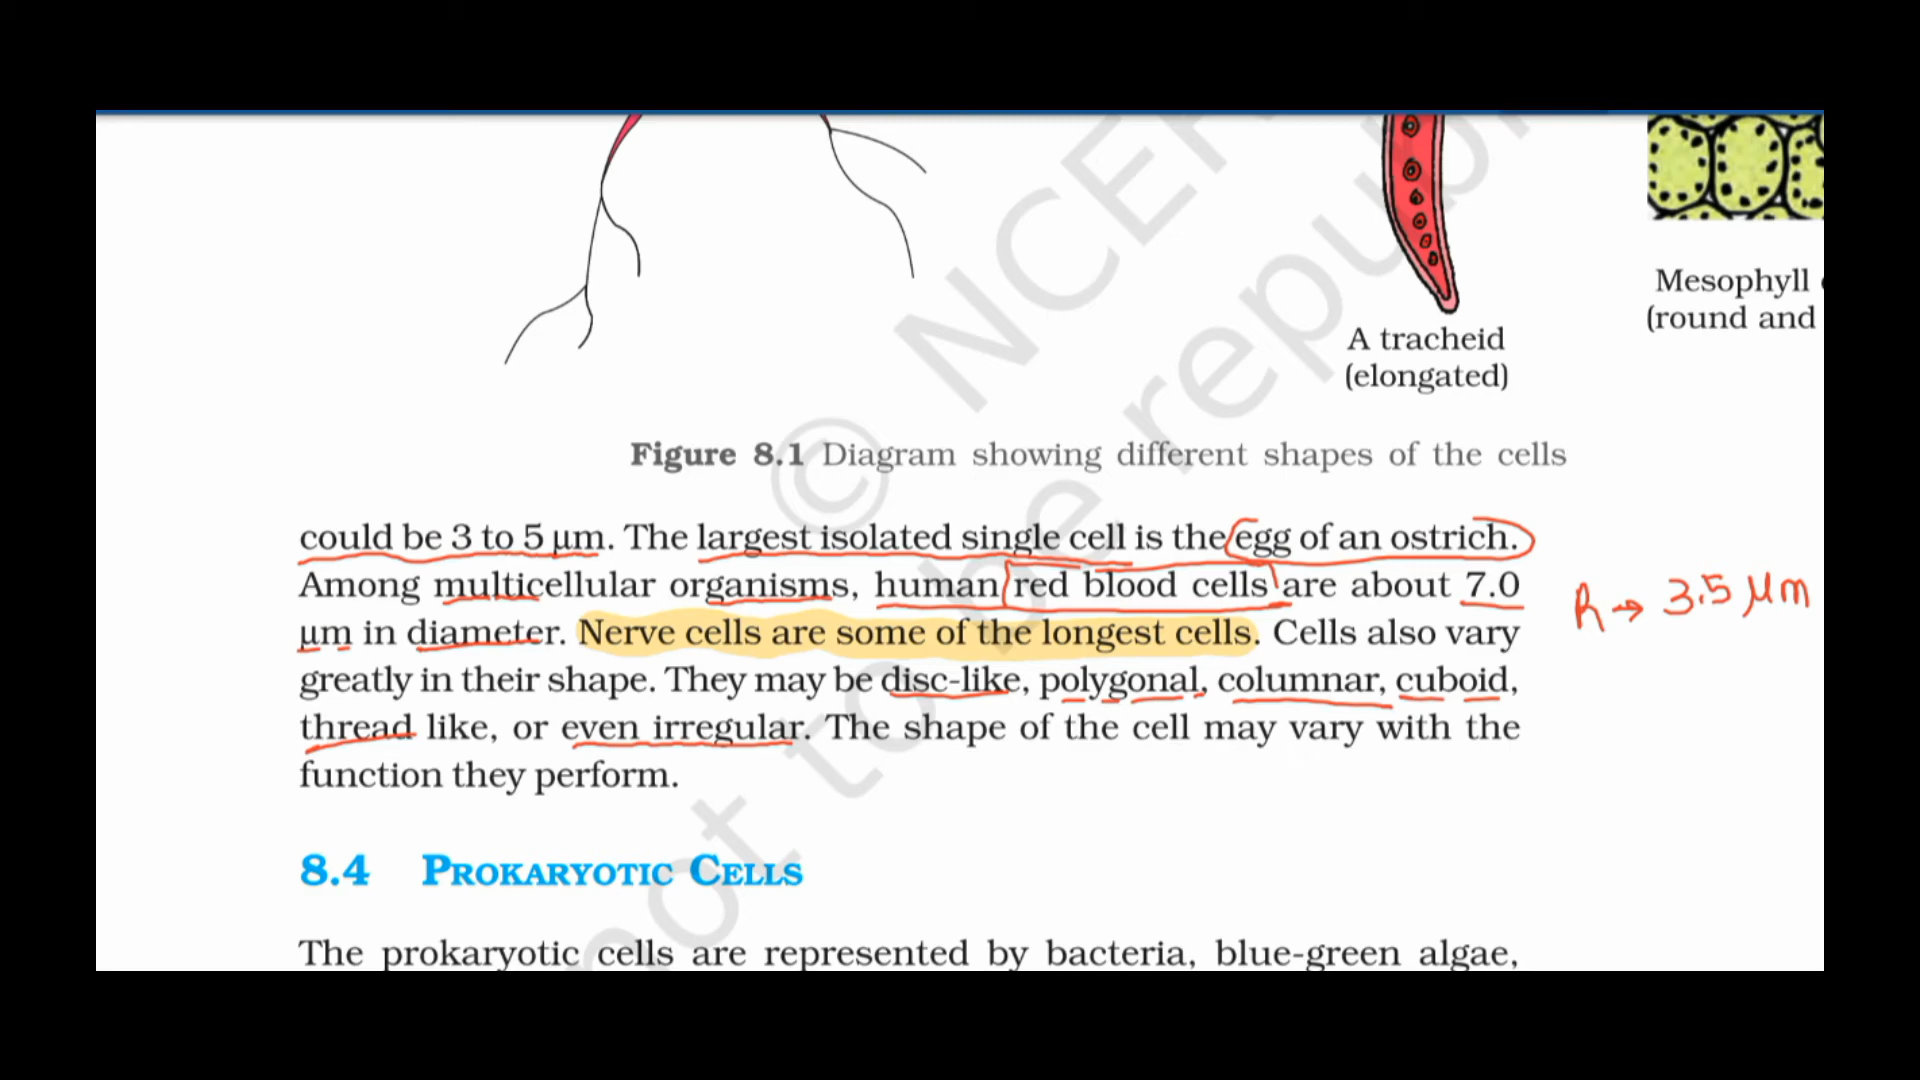 Mesophyll
(round and
A tracheid
(elongated)
Figure 8.1 Diagram showing different shapes of the cells
could be 3 to 5 µm. The largest isolated single cell is the egg of an ostrich.
Among multicellular organisms, human red blood cells are about 7.0
R → 3.5 µm
µm in diameter. Nerve cells are some of the longest cells. Cells also vary
greatly in their shape. They may be disc-like, polygonal, columnar, cuboid,
thread like, or even irregular. The shape of the cell may vary with the
function they perform.
8.4 PROKARYOTIC CELLS
The prokaryotic cells are represented by bacteria, blue-green algae,
© NCER
not to be republ